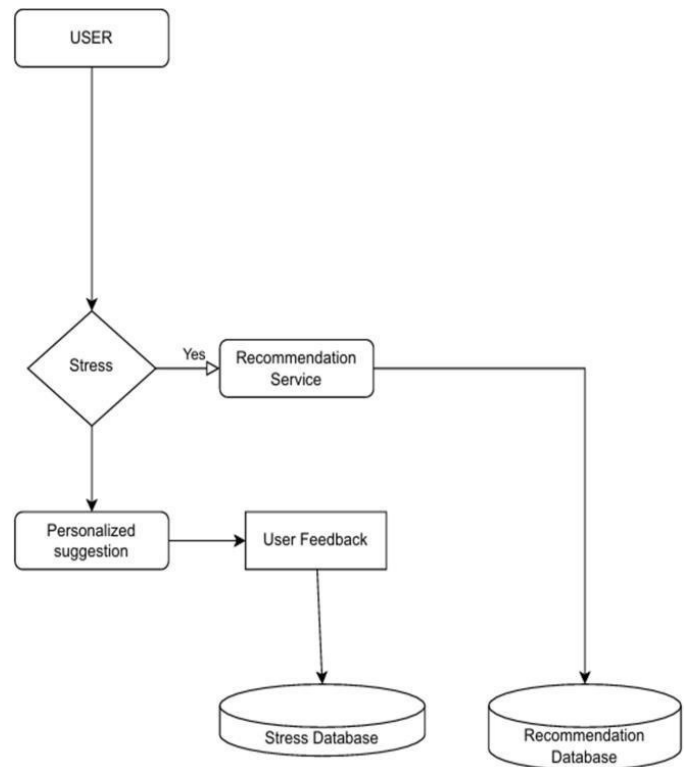 USER
Stress
Yes
Recommendation
Service
Personalized
suggestion
User Feedback
Stress Database
Recommendation
Database